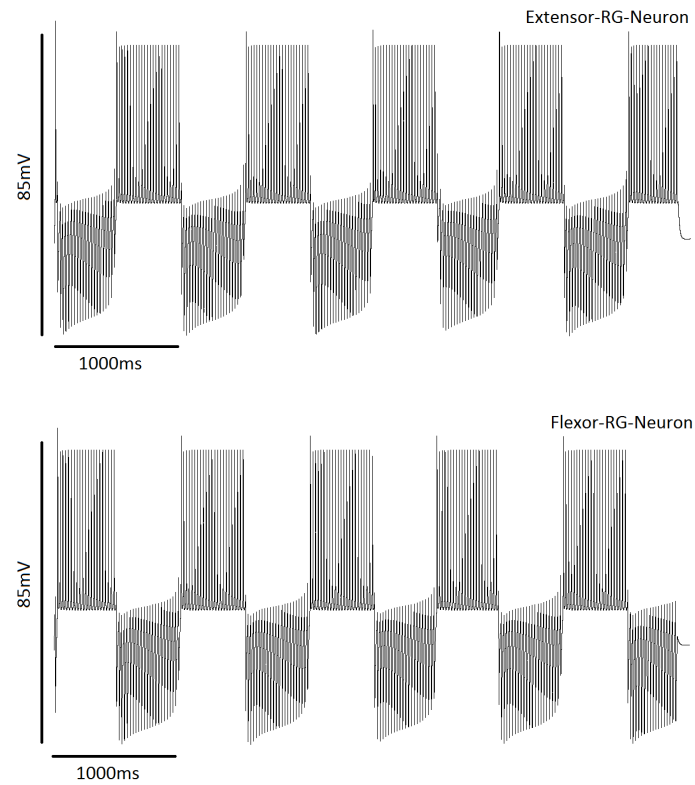 Extensor-RG-Neuron
85mV
1000ms
Flexor-RG-Neuron
85mV
1000ms